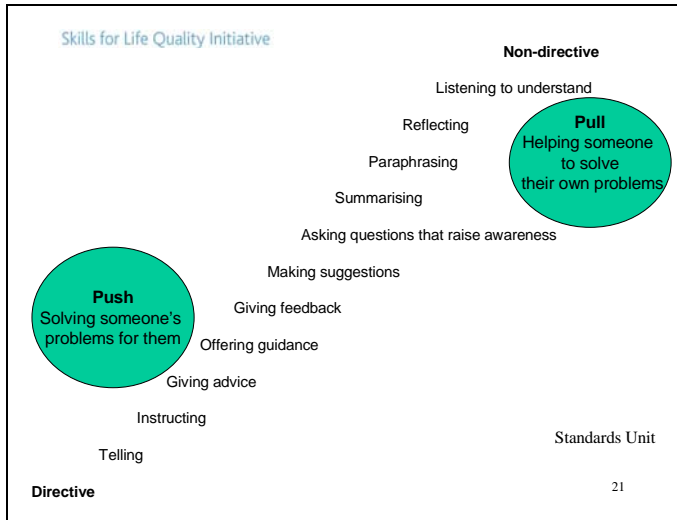 Skills for Life Quality Initiative
Non-directive
Listening to understand
Reflecting
Pull
Helping someone
to solve
their own problems
Paraphrasing
Summarising
Asking questions that raise awareness
Making suggestions
Push
Solving someone's
problems for them
Giving feedback
Offering guidance
Giving advice
Instructing
Telling
Standards Unit
Directive
21